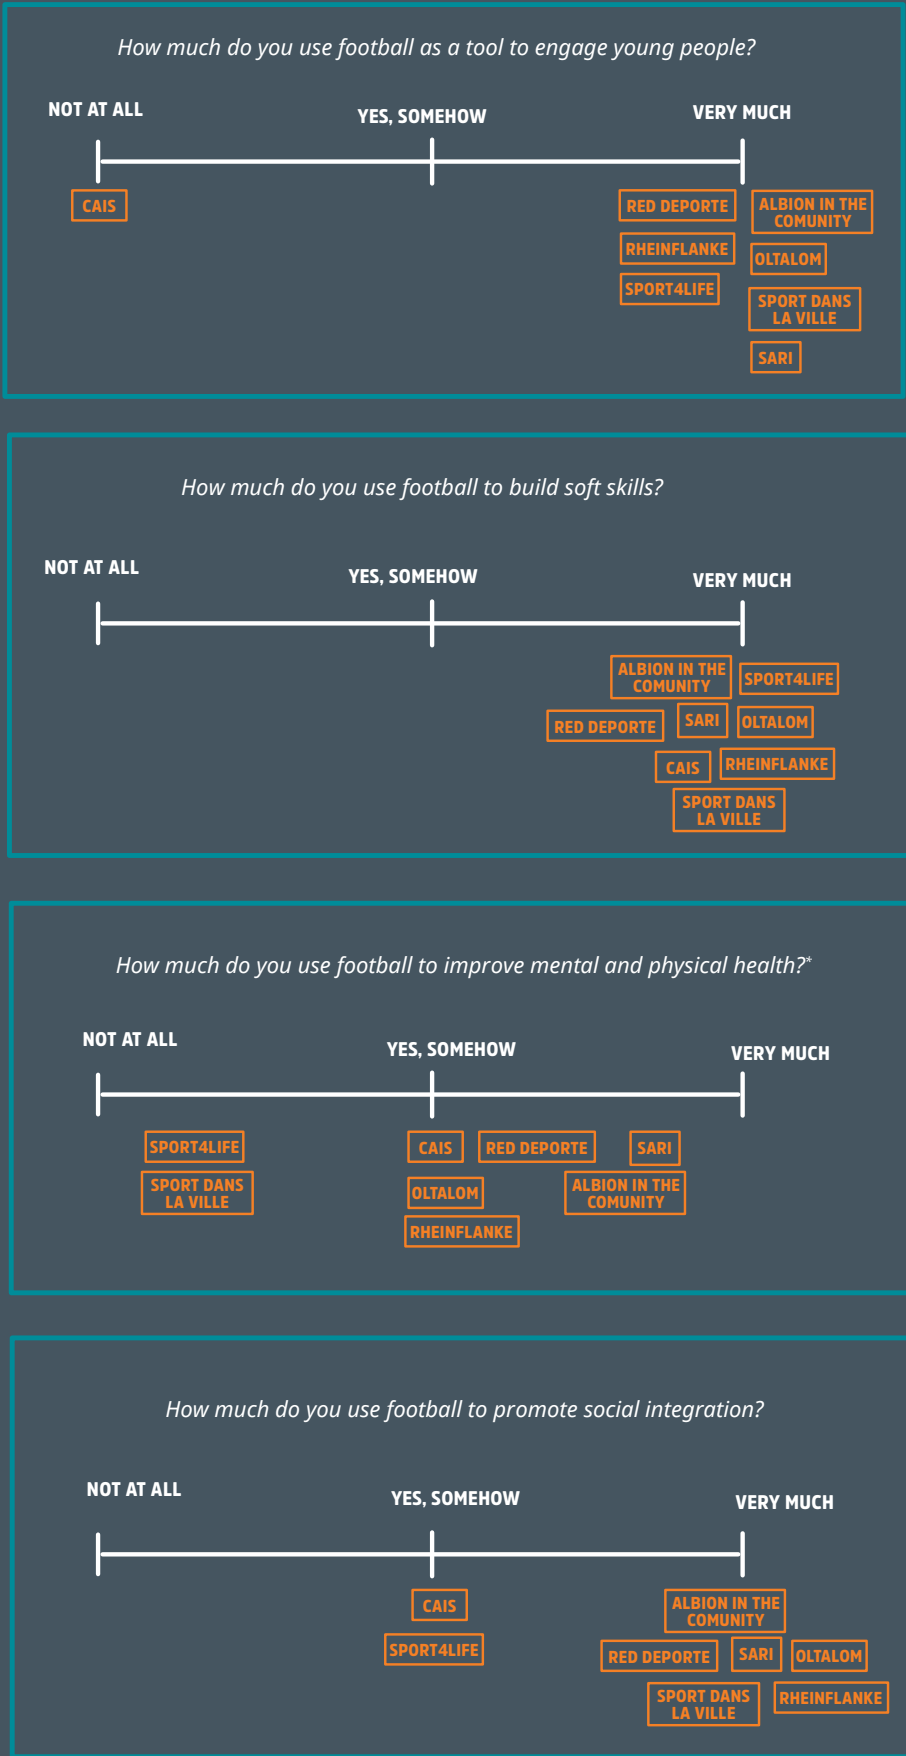 How much do you use football as a tool to engage young people?
NOT AT ALL
YES, SOMEHOW
VERY MUCH
CAIS
RED DEPORTE
ALBION IN THE
COMUNITY
RHEINFLANKE
OLTALOM
SPORT4LIFE
SPORT DANS
LA VILLE
SARI
How much do you use football to build soft skills?
NOT AT ALL
YES, SOMEHOW
VERY MUCH
ALBION IN THE
COMUNITY
SPORT4LIFE
RED DEPORTE
SARI
OLTALOM
CAIS
RHEINFLANKE
SPORT DANS
LA VILLE
How much do you use football to improve mental and physical health?*
NOT AT ALL
YES, SOMEHOW
VERY MUCH
SPORT4LIFE
CAIS
RED DEPORTE
SARI
SPORT DANS
LA VILLE
OLTALOM
ALBION IN THE
COMUNITY
RHEINFLANKE
How much do you use football to promote social integration?
NOT AT ALL
YES, SOMEHOW
VERY MUCH
CAIS
ALBION IN THE
COMUNITY
SPORT4LIFE
RED DEPORTE
SARI
OLTALOM
SPORT DANS
LA VILLE
RHEINFLANKE